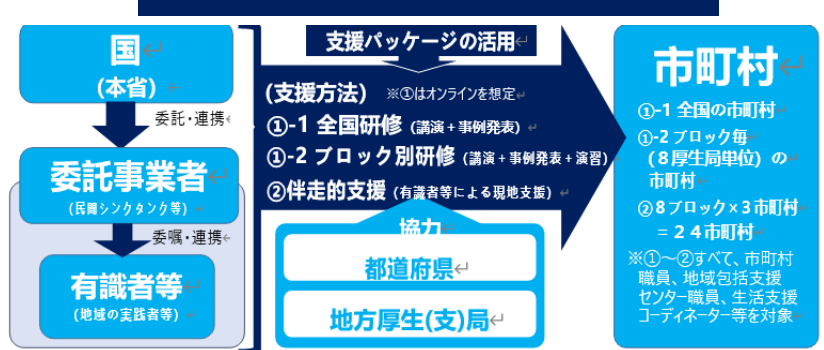 国
(本省)
委託・連携
委託事業者
(民間シンクタンク等)
委嘱・連携
有識者等
(地域の実践者等)
支援パッケージの活用
(支援方法) ※①はオンラインを想定
①-1 全国研修 (講演+事例発表)
①-2 ブロック別研修 (講演+事例発表+演習)
②伴走的支援 (有識者等による現地支援)
協力
都道府県
地方厚生(支)局
市町村
①-1 全国の市町村
①-2 ブロック毎
(8厚生局単位) の
市町村
②8ブロック×3市町村
=24市町村
※①~②すべて、市町村
職員、地域包括支援
センター職員、生活支援
コーディネーター等を対象